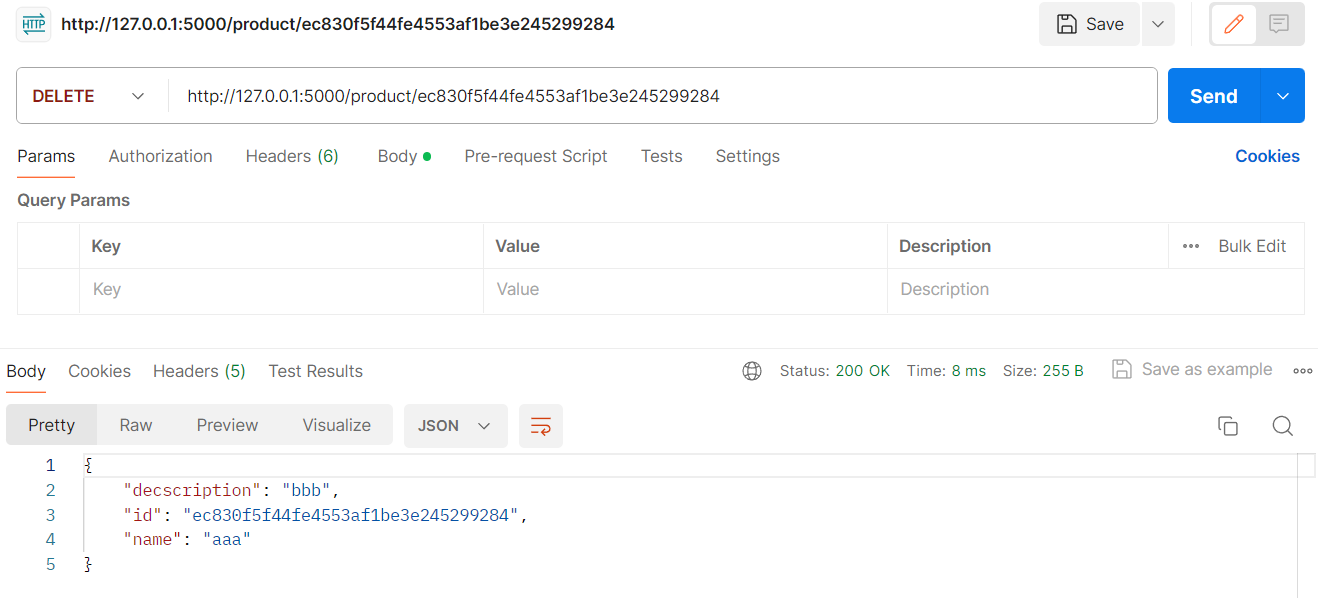 HTTP http://127.0.0.1:5000/product/ec830f5f44fe4553af1be3e245299284 Save
DELETE http://127.0.0.1:5000/product/ec830f5f44fe4553af1be3e245299284 Send
Params Authorization Headers (6) Body Pre-request Script Tests Settings Cookies
Query Params
Key Value Description Bulk Edit
Key Value Description
Body Cookies Headers (5) Test Results Status: 200 OK Time: 8 ms Size: 255 B Save as example
Pretty Raw Preview Visualize JSON
1 {
2 "decscription": "bbb",
3 "id": "ec830f5f44fe4553af1be3e245299284",
4 "name": "aaa"
5 }